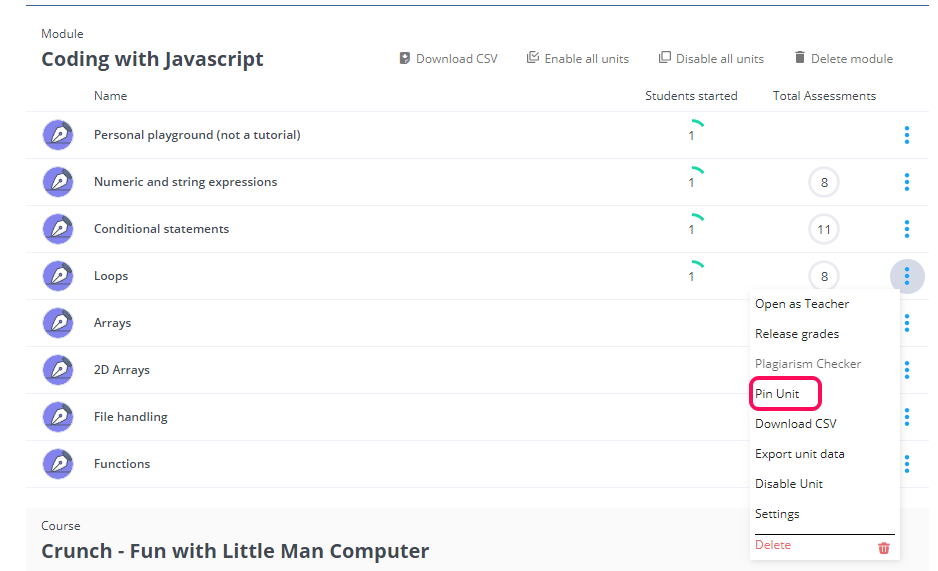 Module
Coding with Javascript
Download CSV
Enable all units
Disable all units
Delete module
Name
Students started
Total Assessments
Personal playground (not a tutorial)
1
Numeric and string expressions
1
8
Conditional statements
1
11
Loops
1
8
Open as Teacher
Release grades
Plagiarism Checker
Pin Unit
Download CSV
Export unit data
Disable Unit
Settings
Delete
Arrays
2D Arrays
File handling
Functions
Course
Crunch - Fun with Little Man Computer